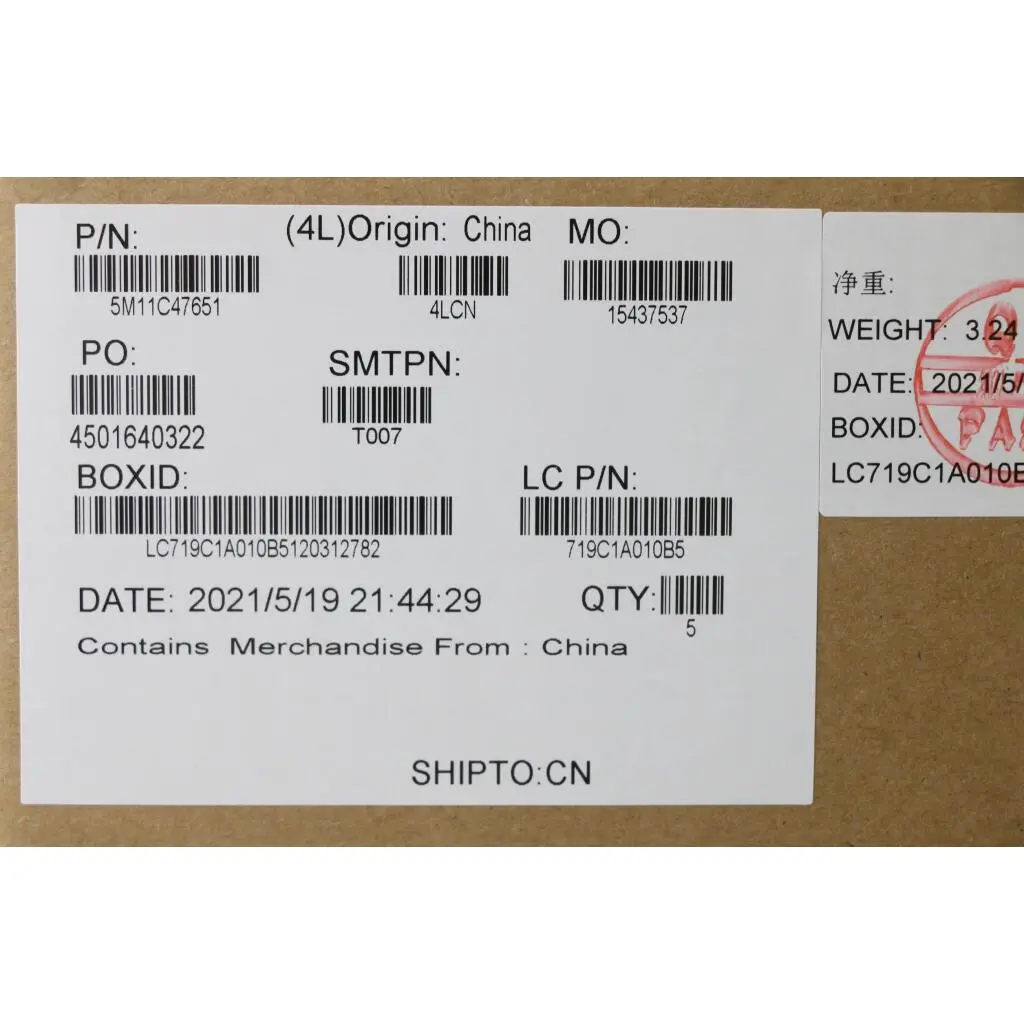 P/N:
5M11C47651
(4L)Origin: China
4LCN
MO:
15437537
PO:
4501640322
SMTPN:
T007
BOXID:
LC719C1A010B5120312782
LC P/N:
719C1A010B5
DATE: 2021/5/19 21:44:29
QTY:
5
Contains Merchandise From : China
SHIPTO:CN
净重:
WEIGHT: 3.24
DATE: 2021/5/
BOXID:
LC719C1A010B